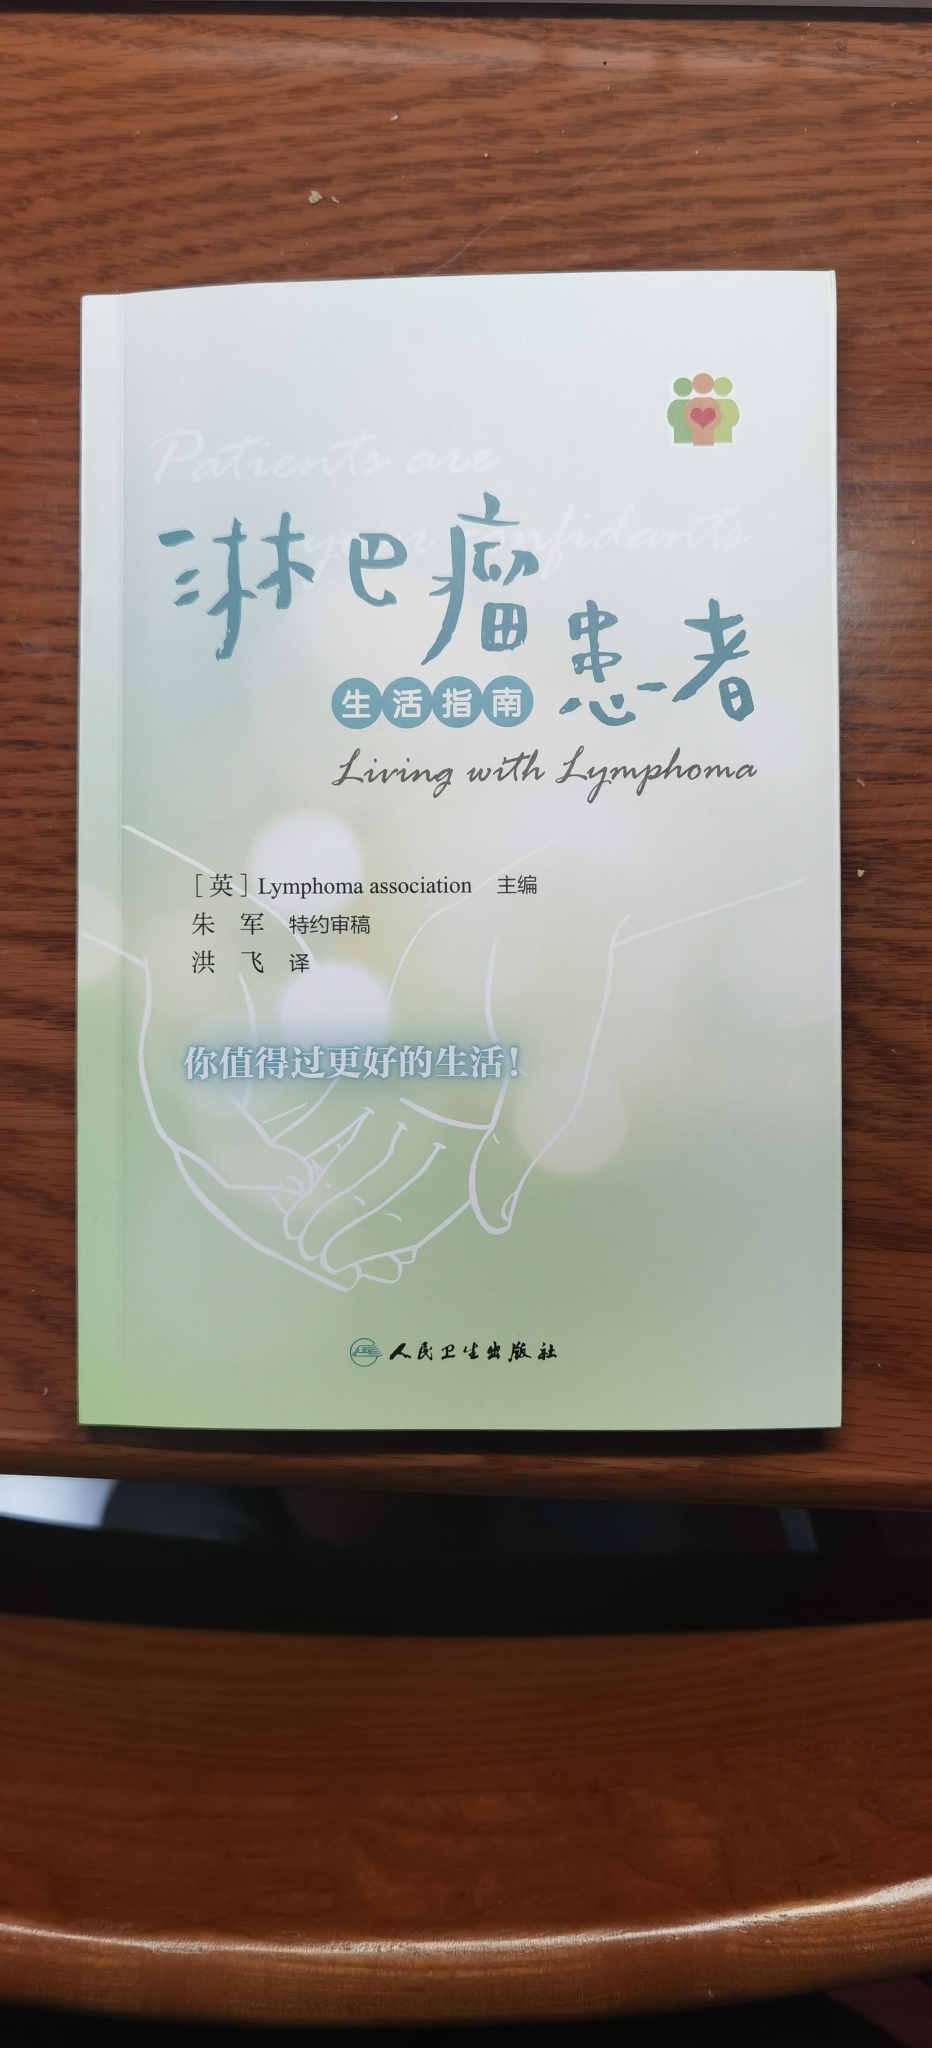 Patients are
your confidants
淋巴瘤
患者
生活指南
Living with Lymphoma
［英］Lymphoma association 主编
朱 军 特约审稿
洪 飞 译
你值得过更好的生活！
人民卫生出版社